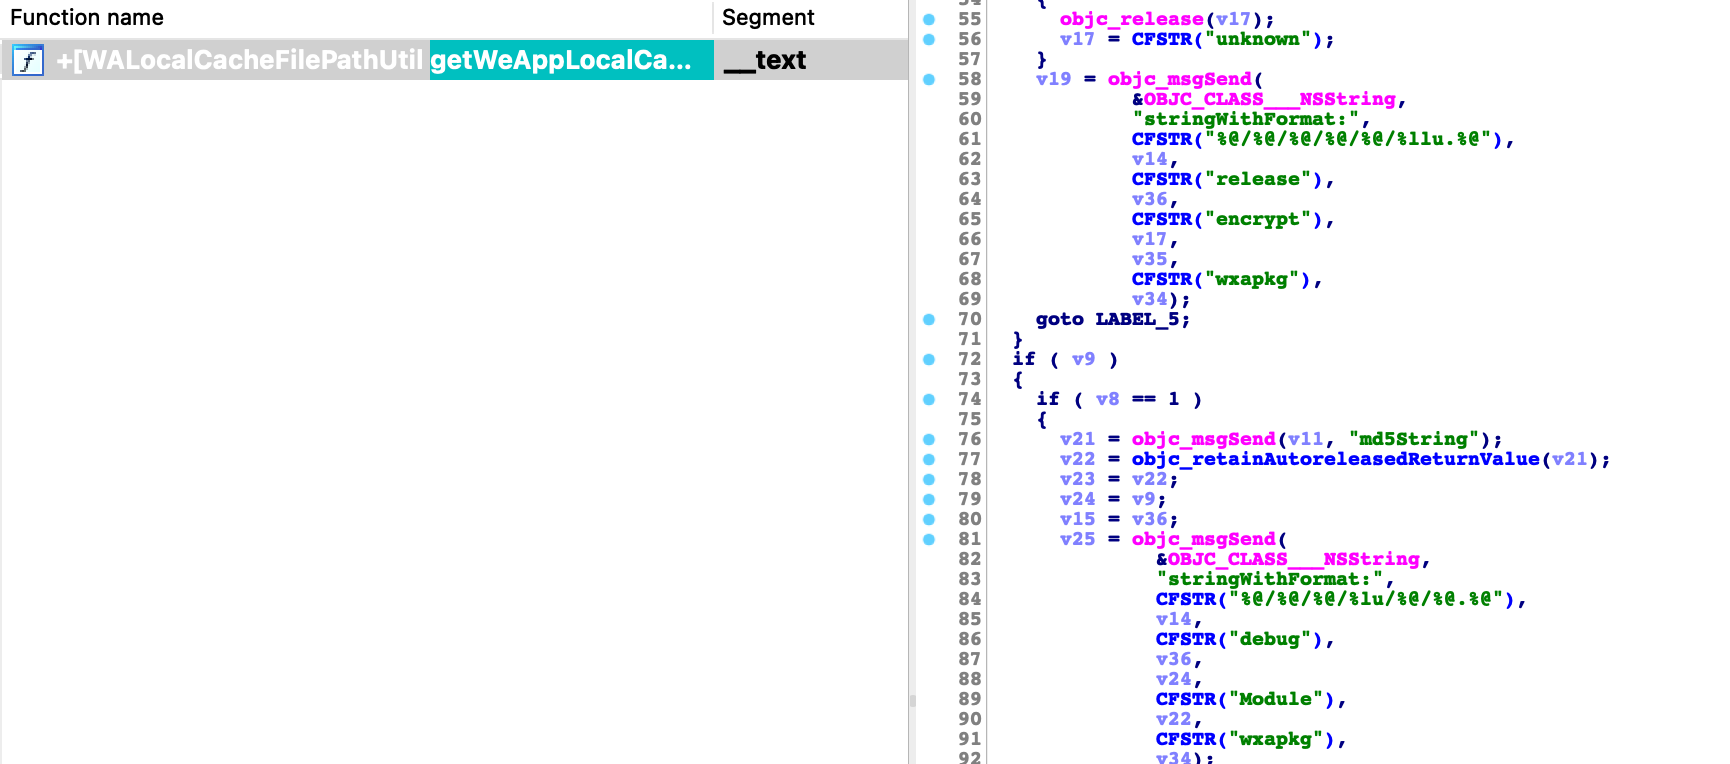 Function name
Segment
+[WALocalCacheFilePathUtil getWeAppLocalCa...
__text
{
55 objc_release(v17);
56 v17 = CFSTR("unknown");
57 }
58 v19 = objc_msgSend(
59 &OBJC_CLASS___NSString,
60 "stringWithFormat:",
61 CFSTR("%@/%@/%@/%@/%@/%llu.%@"),
62 v14,
63 CFSTR("release"),
64 v36,
65 CFSTR("encrypt"),
66 v17,
67 v35,
68 CFSTR("wxapkg"),
69 v34);
70 goto LABEL_5;
71 }
72 if ( v9 )
73 {
74 if ( v8 == 1 )
75 {
76 v21 = objc_msgSend(v11, "md5String");
77 v22 = objc_retainAutoreleasedReturnValue(v21);
78 v23 = v22;
79 v24 = v9;
80 v15 = v36;
81 v25 = objc_msgSend(
82 &OBJC_CLASS___NSString,
83 "stringWithFormat:",
84 CFSTR("%@/%@/%@/%lu/%@/%@.%@"),
85 v14,
86 CFSTR("debug"),
87 v36,
88 v24,
89 CFSTR("Module"),
90 v22,
91 CFSTR("wxapkg"),
92 v34);